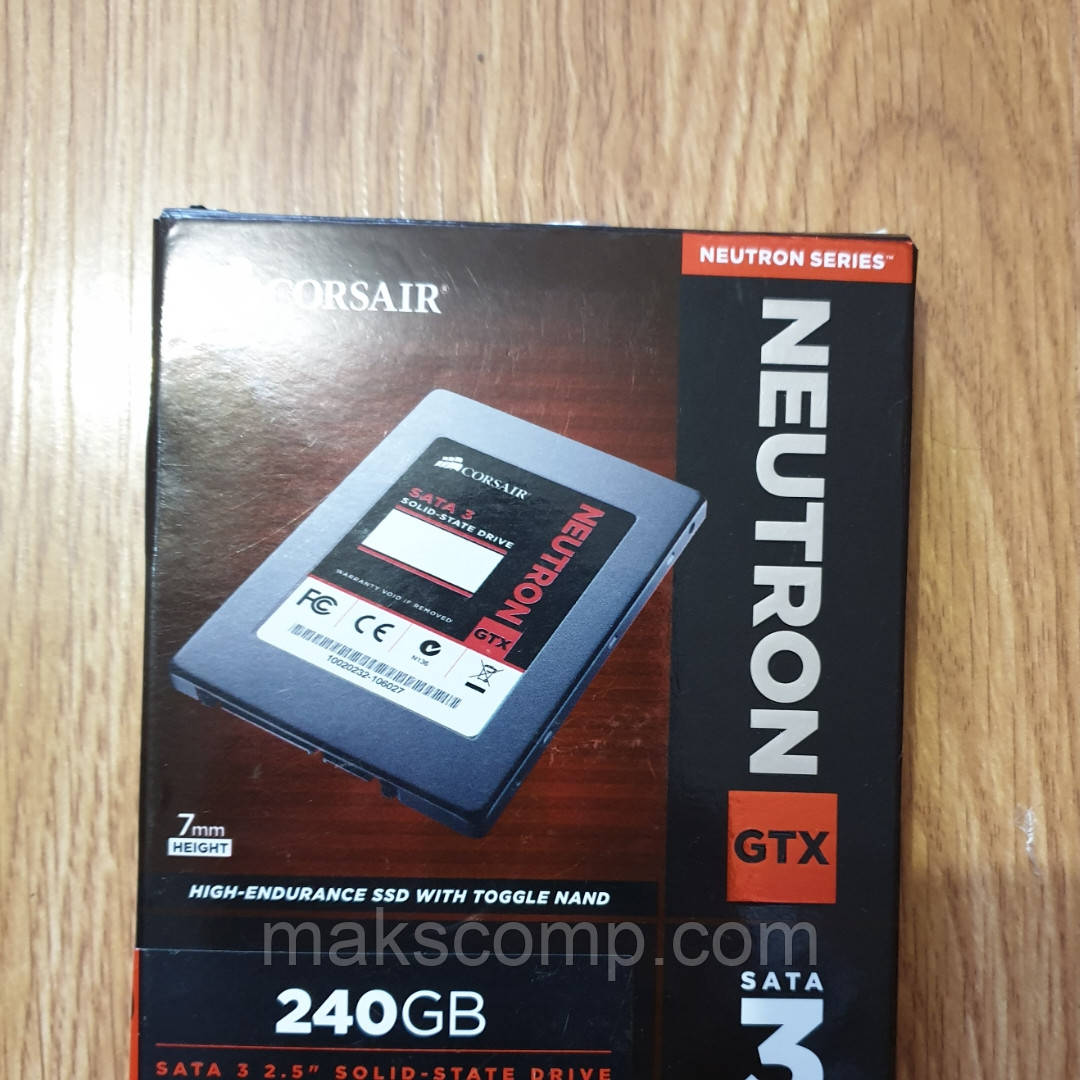 NEUTRON SERIES™
CORSAIR
NEUTRON
GTX
CORSAIR
SATA 3
SOLID-STATE DRIVE
NEUTRON
GTX
WARRANTY VOID IF REMOVED
FC
CE
N136
10020232-106027
7mm
HEIGHT
HIGH-ENDURANCE SSD WITH TOGGLE NAND
makscomp.com
240GB
SATA 3 2.5" SOLID-STATE DRIVE
SATA
3